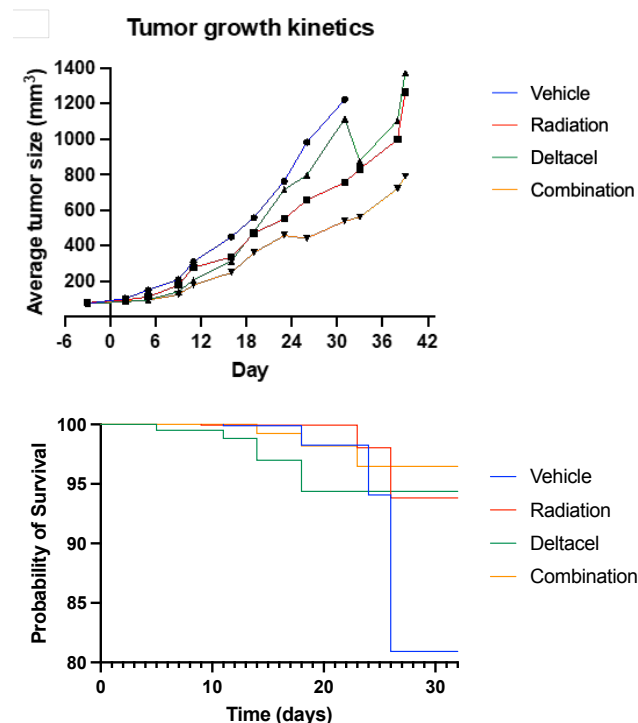 Tumor growth kinetics
Average tumor size (mm³)
1400
1200
1000
800
600
400
200
-6 0 6 12 18 24 30 36 42
Day
Vehicle
Radiation
Deltacel
Combination
Probability of Survival
100
95
90
85
80
0 10 20 30
Time (days)
Vehicle
Radiation
Deltacel
Combination